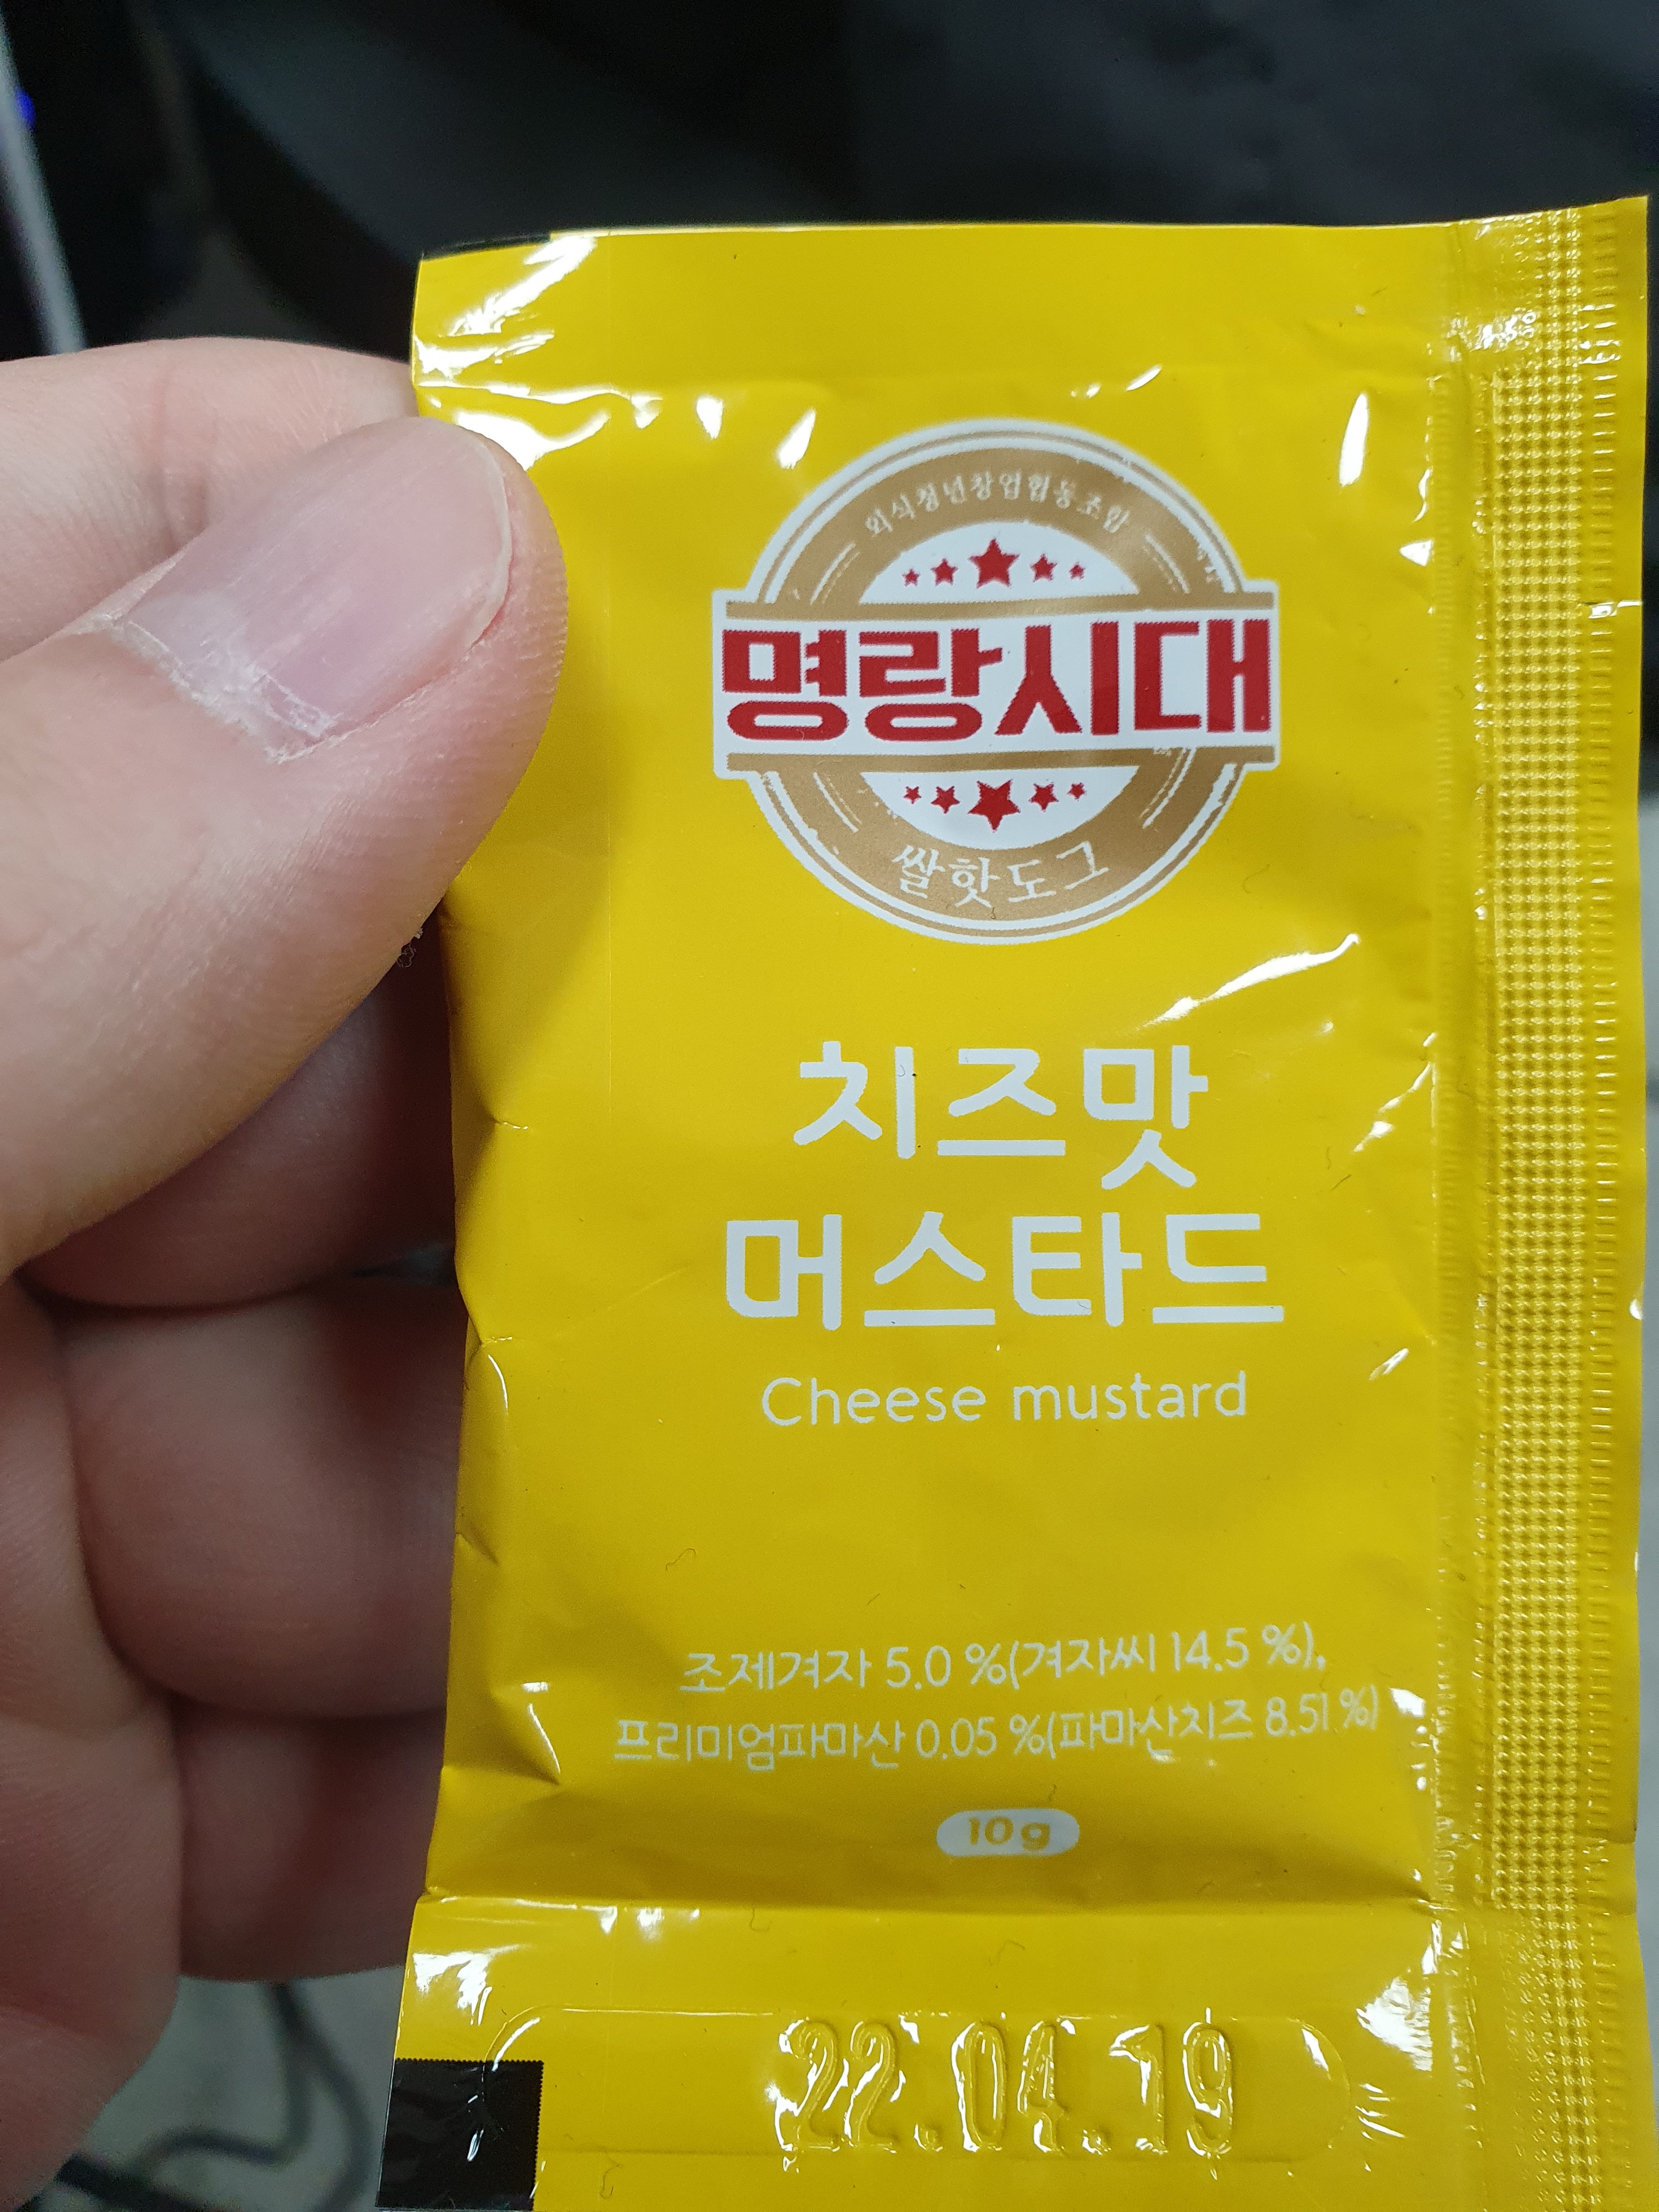 외식청년창업협동조합
명랑시대
쌀핫도그
치즈맛
머스타드
Cheese mustard
조제겨자 5.0 %(겨자씨 14.5 %),
프리미엄파마산 0.05 %(파마산치즈 8.51 %)
10 g
22.04.19